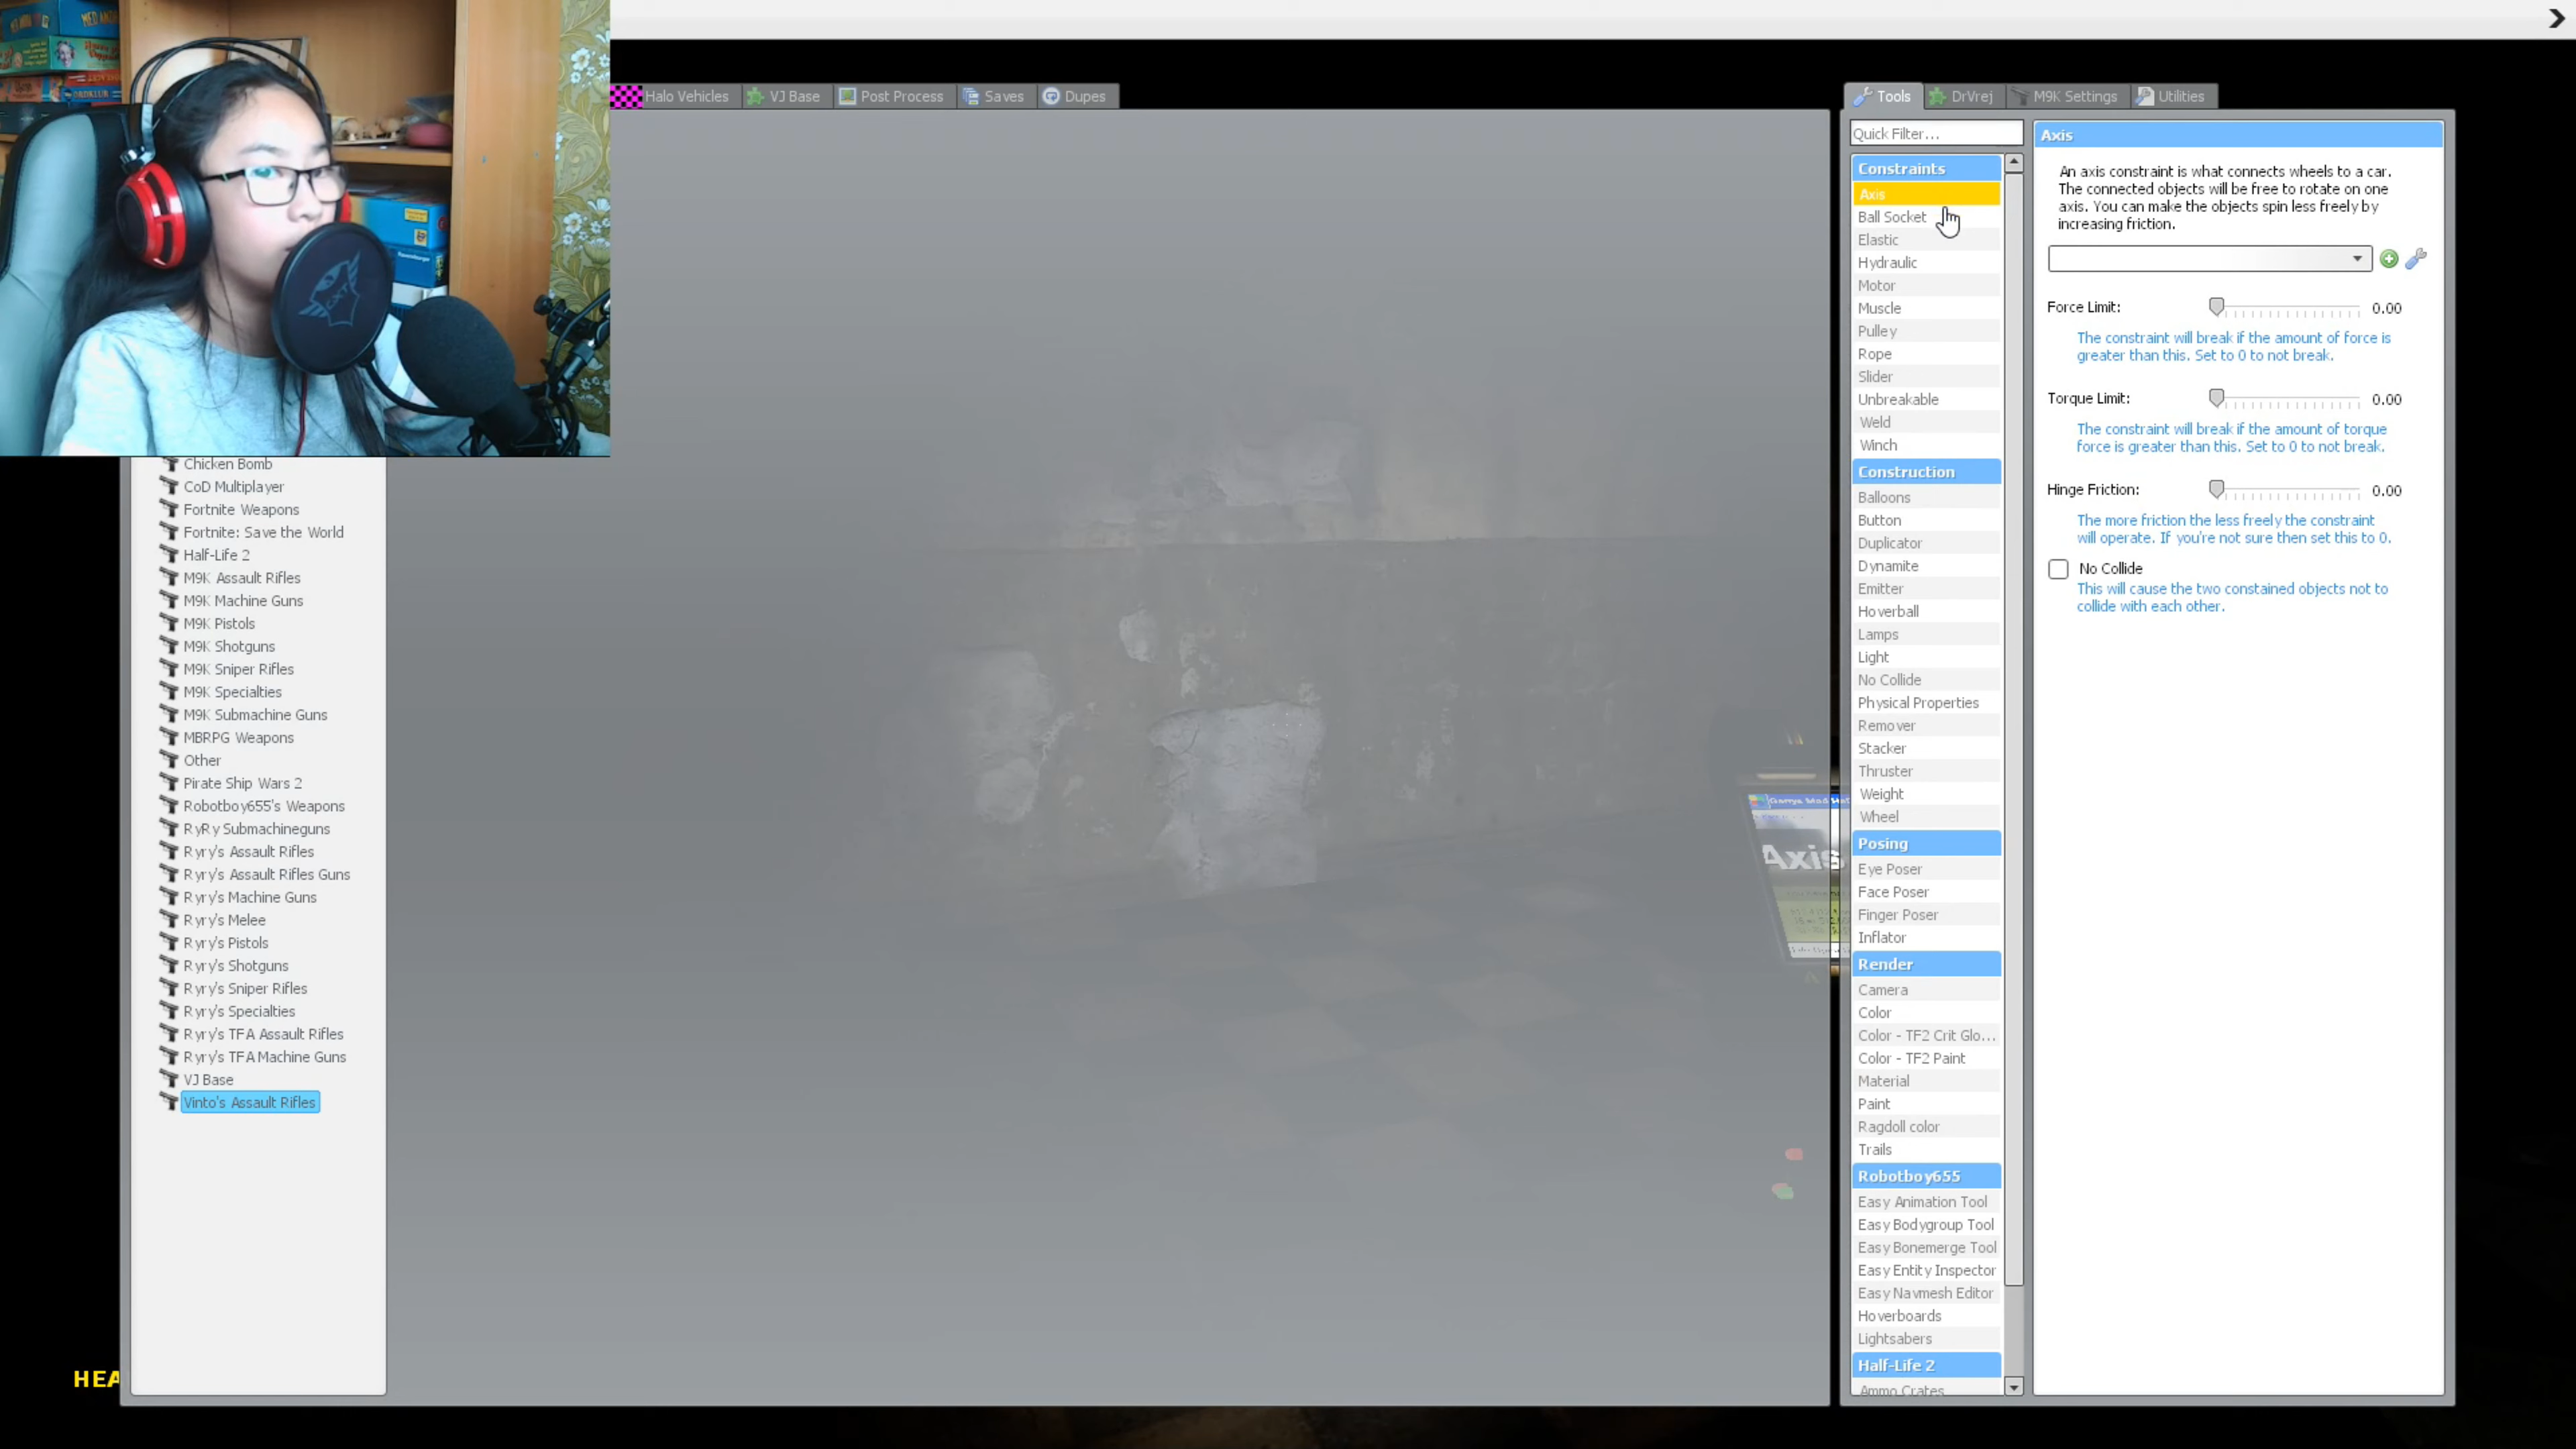 Halo Vehicles
VJ Base
Post Process
Saves
Dupes
Tools
DrVrej
M9K Settings
Utilities
Chicken Bomb
CoD Multiplayer
Fortnite Weapons
Fortnite: Save the World
Half-Life 2
M9K Assault Rifles
M9K Machine Guns
M9K Pistols
M9K Shotguns
M9K Sniper Rifles
M9K Specialties
M9K Submachine Guns
MBRPG Weapons
Other
Pirate Ship Wars 2
Robotboy655's Weapons
RyRy Submachineguns
Ryry's Assault Rifles
Ryry's Assault Rifles Guns
Ryry's Machine Guns
Ryry's Melee
Ryry's Pistols
Ryry's Shotguns
Ryry's Sniper Rifles
Ryry's Specialties
Ryry's TFA Assault Rifles
Ryry's TFA Machine Guns
VJ Base
Vinto's Assault Rifles
HEA
Axis
Quick Filter...
Constraints
Axis
Ball Socket
Elastic
Hydraulic
Motor
Muscle
Pulley
Rope
Slider
Unbreakable
Weld
Winch
Construction
Balloons
Button
Duplicator
Dynamite
Emitter
Hoverball
Lamps
Light
No Collide
Physical Properties
Remover
Stacker
Thruster
Weight
Wheel
Posing
Eye Poser
Face Poser
Finger Poser
Inflator
Render
Camera
Color
Color - TF2 Crit Glo...
Color - TF2 Paint
Material
Paint
Ragdoll color
Trails
Robotboy655
Easy Animation Tool
Easy Bodygroup Tool
Easy Bonemerge Tool
Easy Entity Inspector
Easy Navmesh Editor
Hoverboards
Lightsabers
Half-Life 2
Ammo Crates
Axis
An axis constraint is what connects wheels to a car.
The connected objects will be free to rotate on one
axis. You can make the objects spin less freely by
increasing friction.
Force Limit: 0.00
The constraint will break if the amount of force is
greater than this. Set to 0 to not break.
Torque Limit: 0.00
The constraint will break if the amount of torque
force is greater than this. Set to 0 to not break.
Hinge Friction: 0.00
The more friction the less freely the constraint
will operate. If you're not sure then set this to 0.
No Collide
This will cause the two constained objects not to
collide with each other.